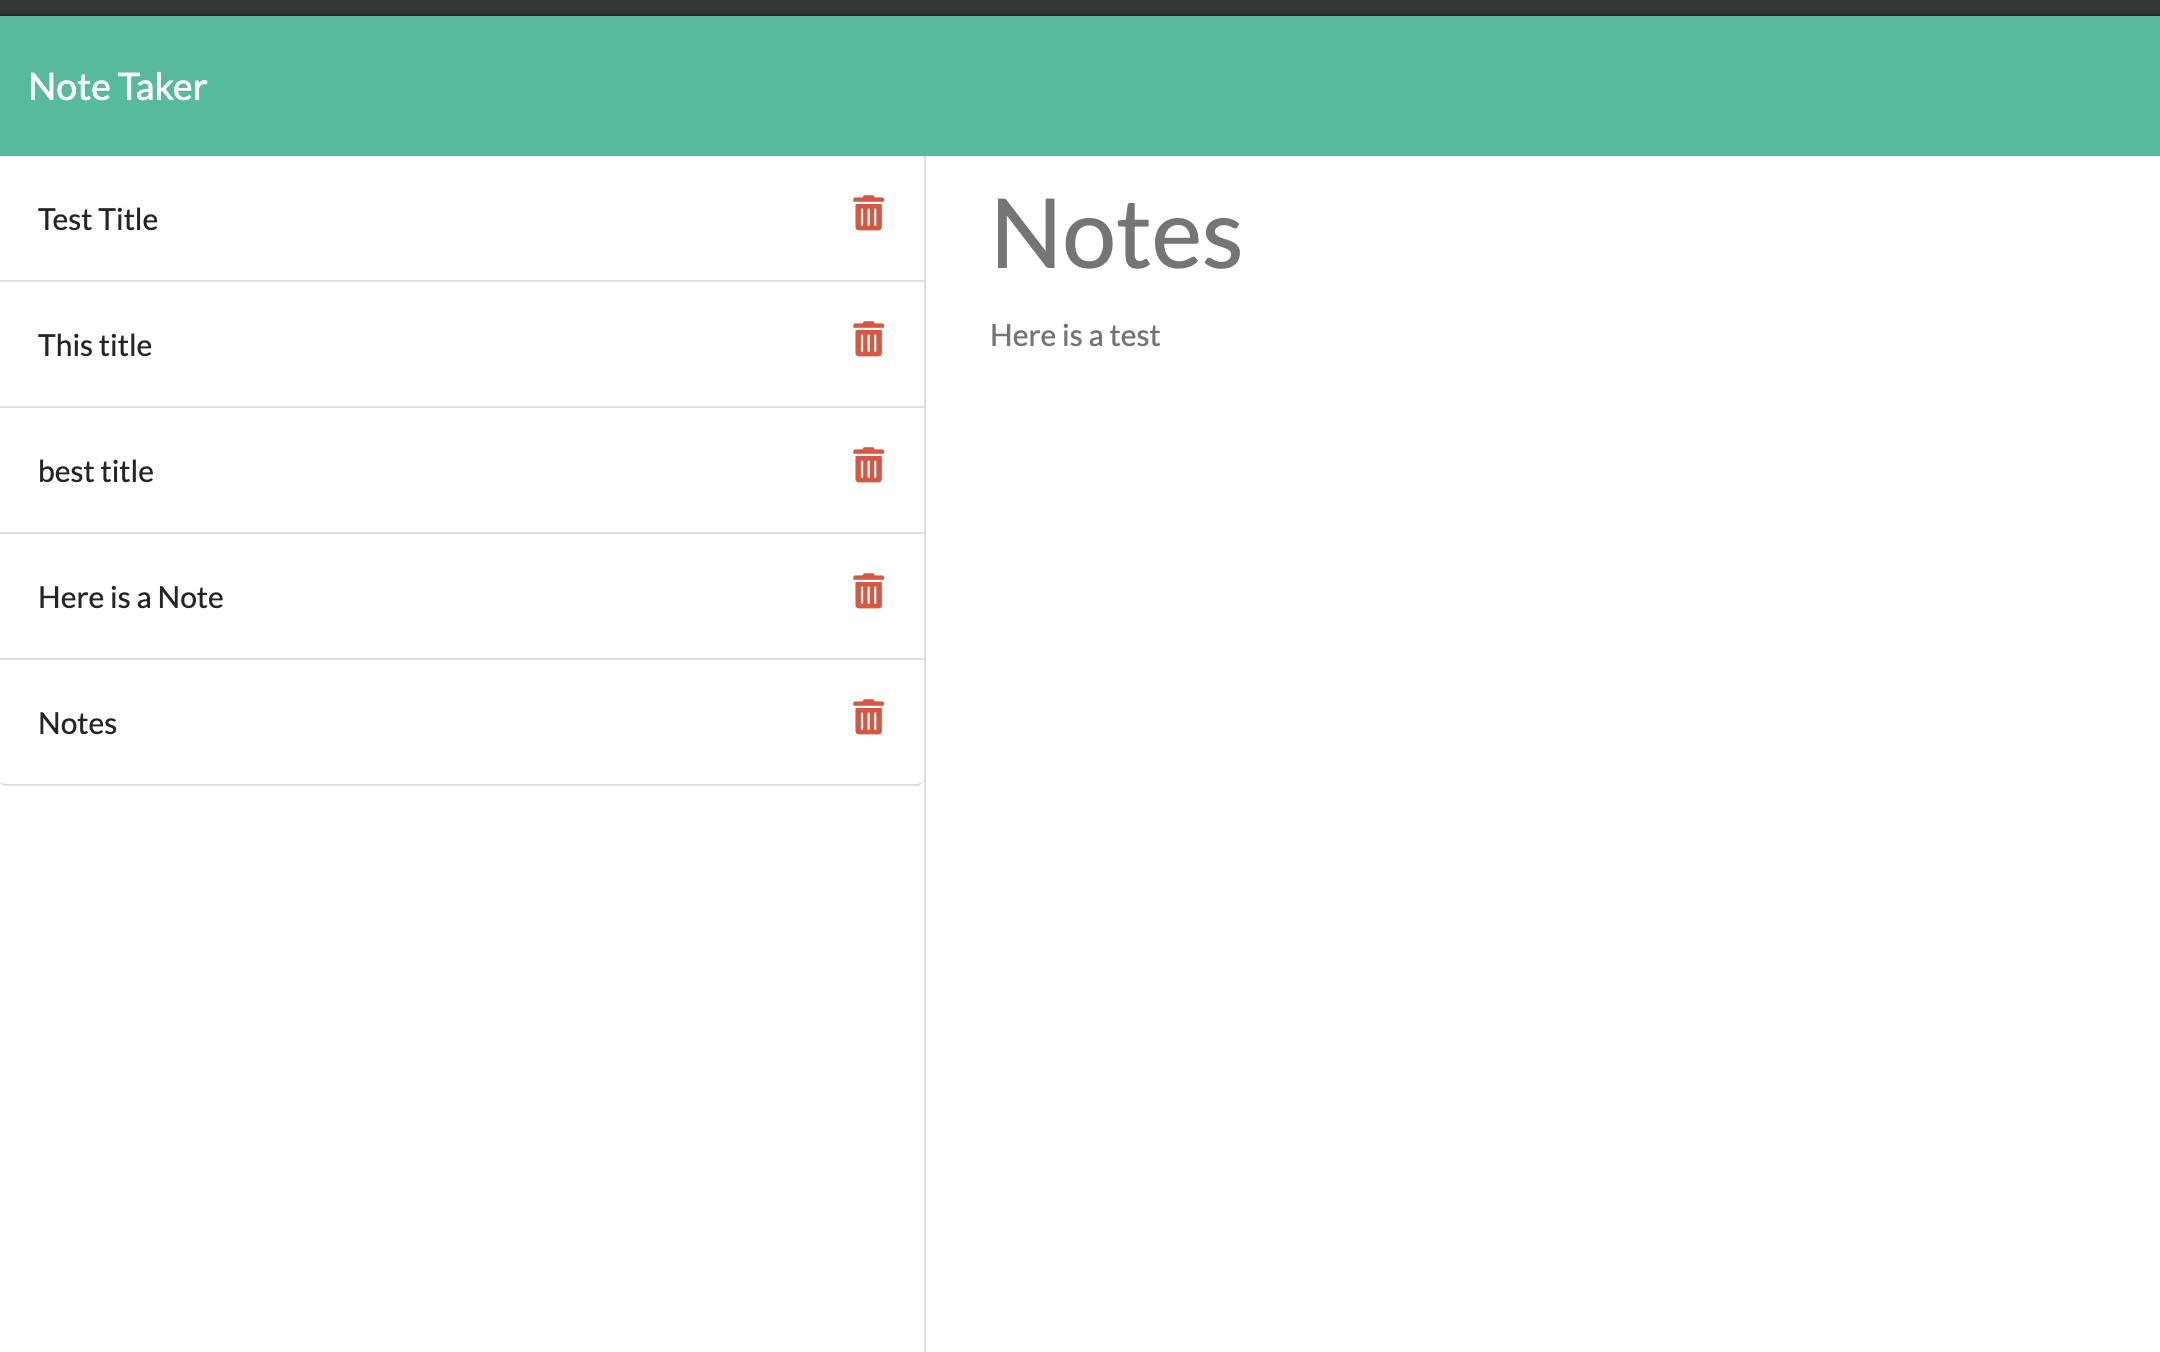 Note Taker
Test Title
This title
best title
Here is a Note
Notes
Notes
Here is a test